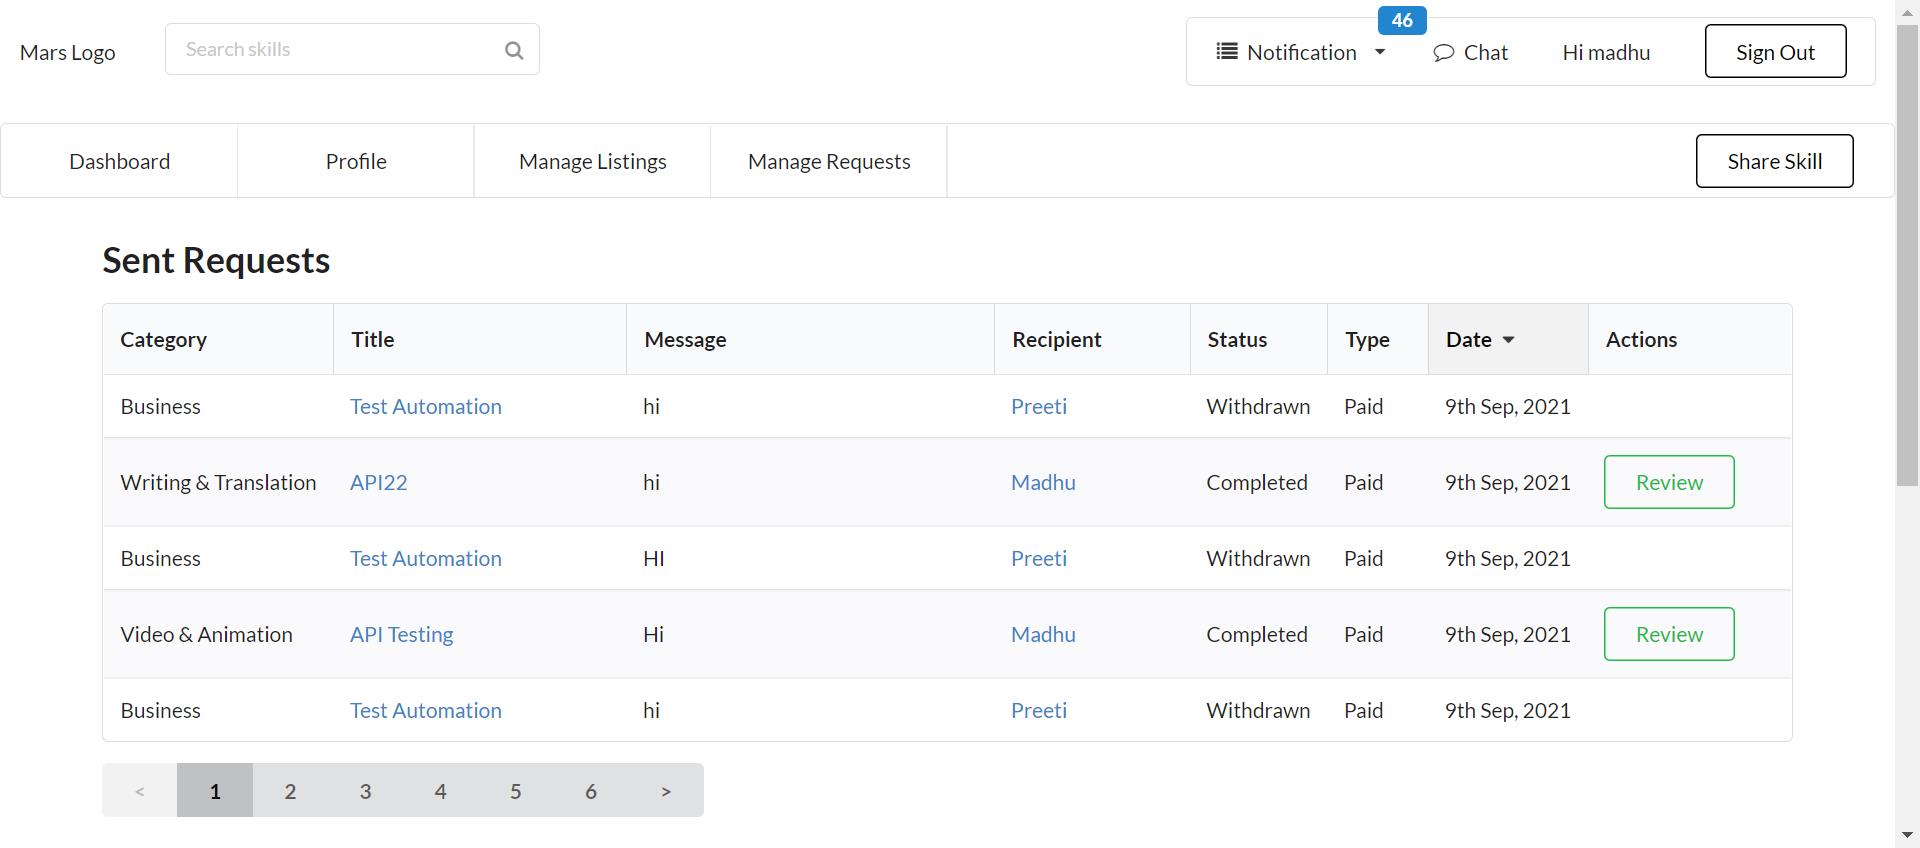 Mars Logo
Search skills
46
Notification
Chat
Hi madhu
Sign Out
Dashboard
Profile
Manage Listings
Manage Requests
Share Skill
Sent Requests
Category Title Message Recipient Status Type Date Actions
Business Test Automation hi Preeti Withdrawn Paid 9th Sep, 2021
Writing & Translation API22 hi Madhu Completed Paid 9th Sep, 2021 Review
Business Test Automation HI Preeti Withdrawn Paid 9th Sep, 2021
Video & Animation API Testing Hi Madhu Completed Paid 9th Sep, 2021 Review
Business Test Automation hi Preeti Withdrawn Paid 9th Sep, 2021
< 1 2 3 4 5 6 >